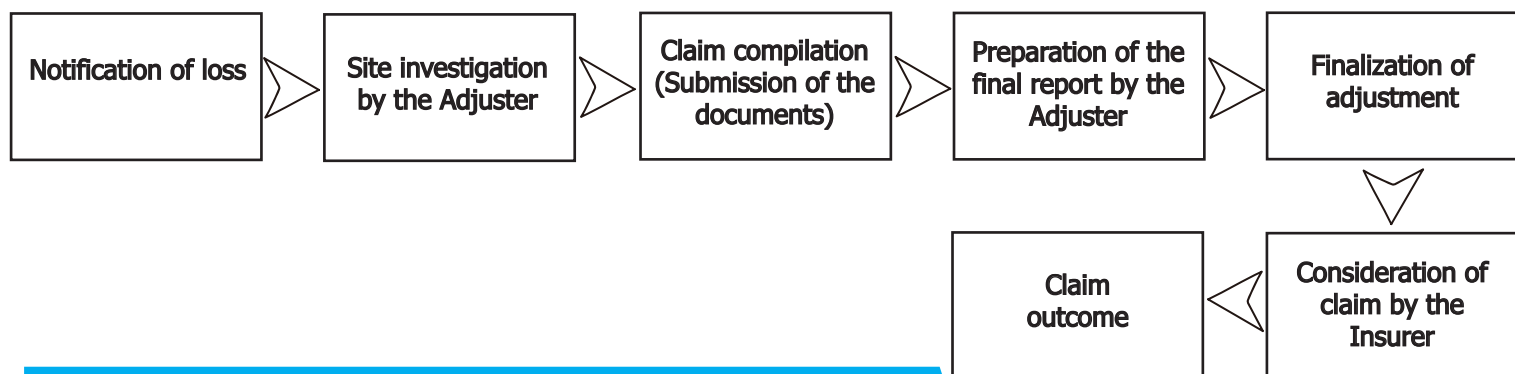 Notification of loss
Site investigation
by the Adjuster
Claim compilation
(Submission of the
documents)
Preparation of the
final report by the
Adjuster
Finalization of
adjustment
Consideration of
claim by the
Insurer
Claim
outcome